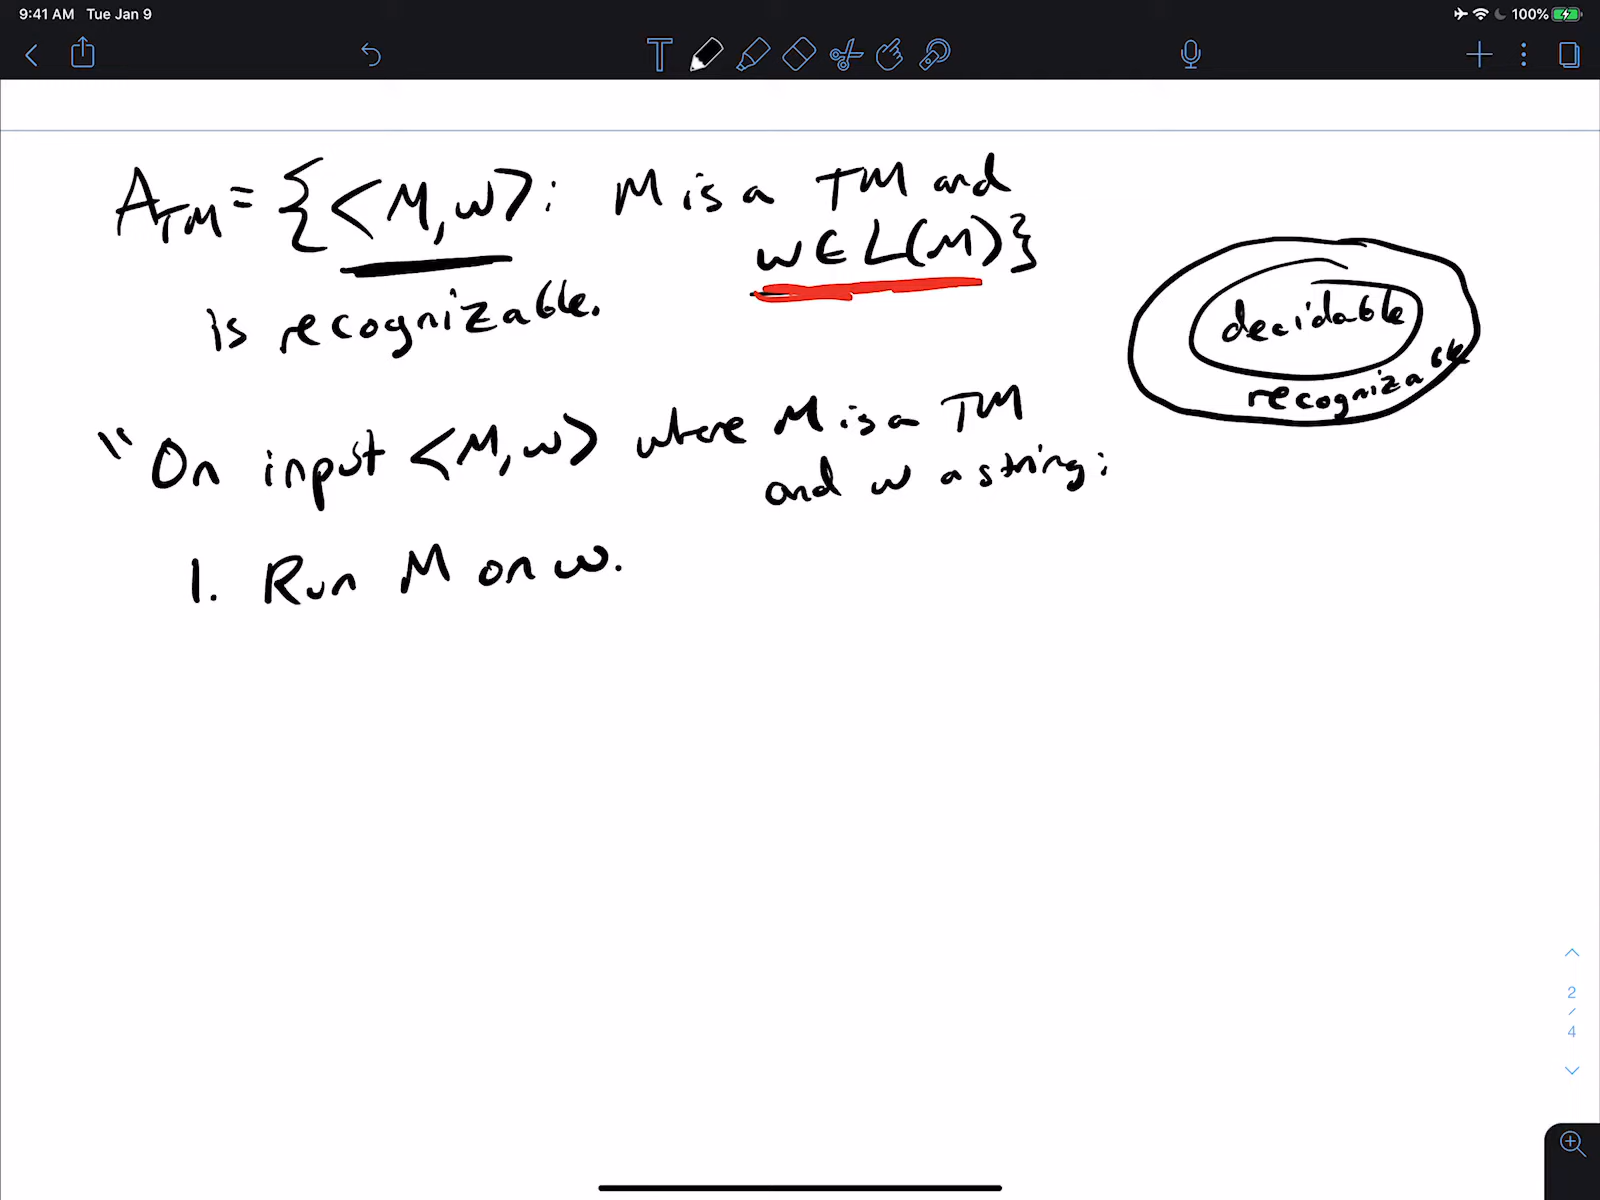 9:41 AM Tue Jan 9
100%
A_TM = {<M, w>: M is a TM and
w ∈ L(M)}
is recognizable.
decidable
recognizable
"On input <M, w> where M is a TM
and w a string:
1. Run M on w.
2
/
4